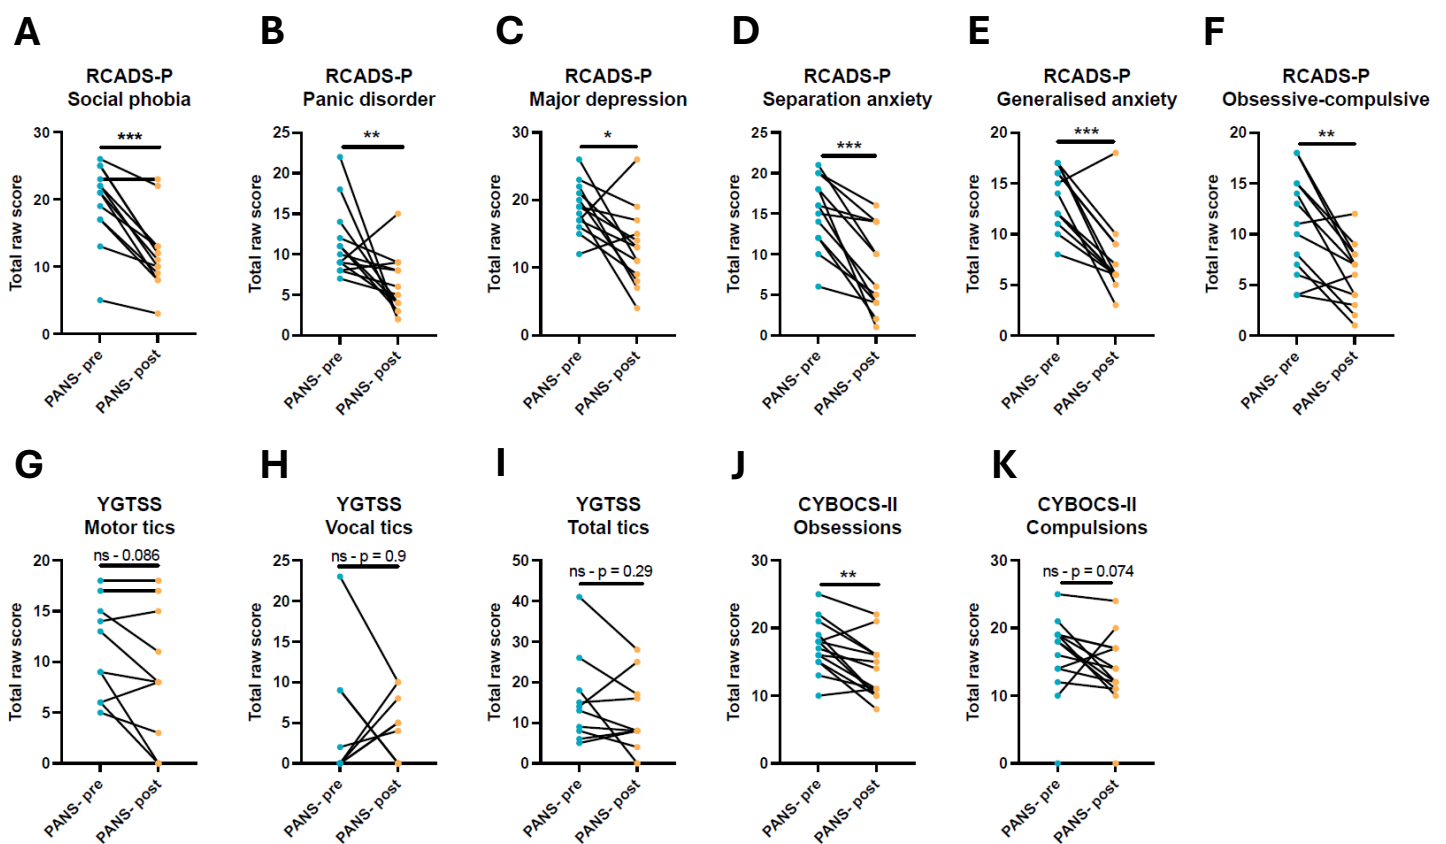 A
B
C
D
E
F
RCADS-P
Social phobia
RCADS-P
Panic disorder
RCADS-P
Major depression
RCADS-P
Separation anxiety
RCADS-P
Generalised anxiety
RCADS-P
Obsessive-compulsive
***
**
*
***
***
**
Total raw score
30
20
10
0
PANS- pre
PANS- post
Total raw score
25
20
15
10
5
0
PANS- pre
PANS- post
Total raw score
30
20
10
0
PANS- pre
PANS- post
Total raw score
25
20
15
10
5
0
PANS- pre
PANS- post
Total raw score
20
15
10
5
0
PANS- pre
PANS- post
Total raw score
20
15
10
5
0
PANS- pre
PANS- post
G
H
I
J
K
YGTSS
Motor tics
YGTSS
Vocal tics
YGTSS
Total tics
CYBOCS-II
Obsessions
CYBOCS-II
Compulsions
ns - 0.086
ns - p = 0.9
ns - p = 0.29
**
ns - p = 0.074
Total raw score
20
15
10
5
0
PANS- pre
PANS- post
Total raw score
25
20
15
10
5
0
PANS- pre
PANS- post
Total raw score
50
40
30
20
10
0
PANS- pre
PANS- post
Total raw score
30
20
10
0
PANS- pre
PANS- post
Total raw score
30
20
10
0
PANS- pre
PANS- post